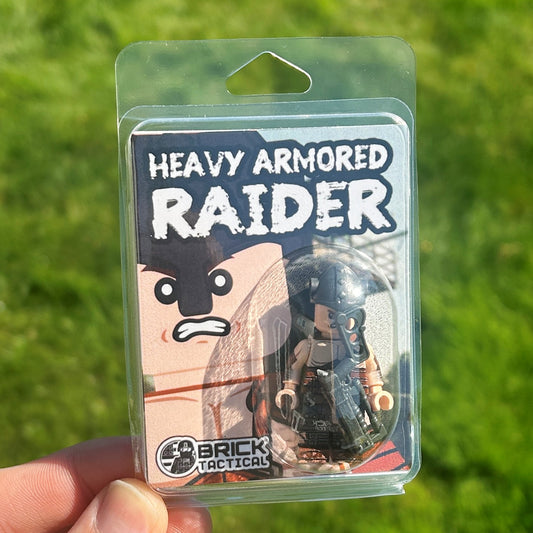 HEAVY ARMORED
RAIDER
BRICK
TACTICAL